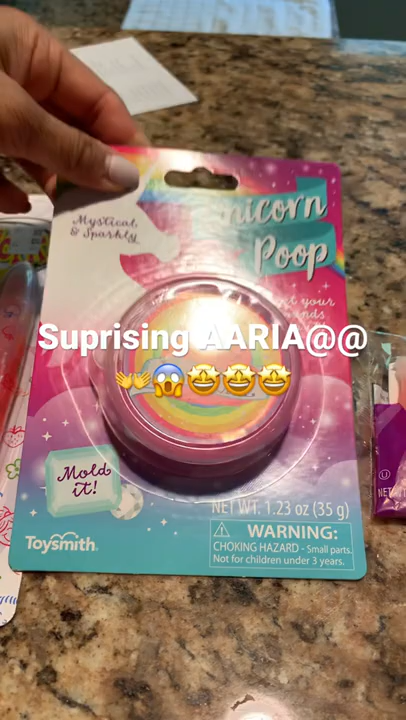 Mystical
& Sparkly
nicorn
Poop
Suprising AARIA@@
👐😱🤩🤩🤩
Mold
it!
NET WT. 1.23 oz (35 g)
Toysmith
WARNING:
CHOKING HAZARD - Small parts.
Not for children under 3 years.